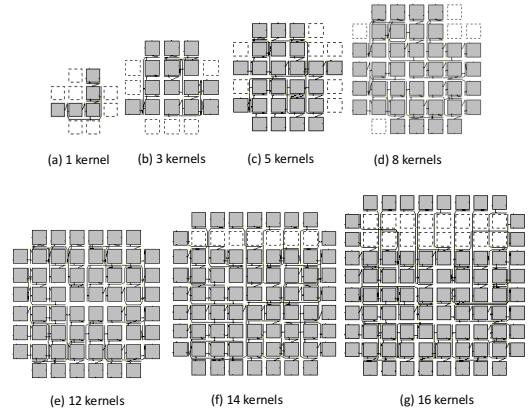 (a) 1 kernel
(b) 3 kernels
(c) 5 kernels
(d) 8 kernels
(e) 12 kernels
(f) 14 kernels
(g) 16 kernels